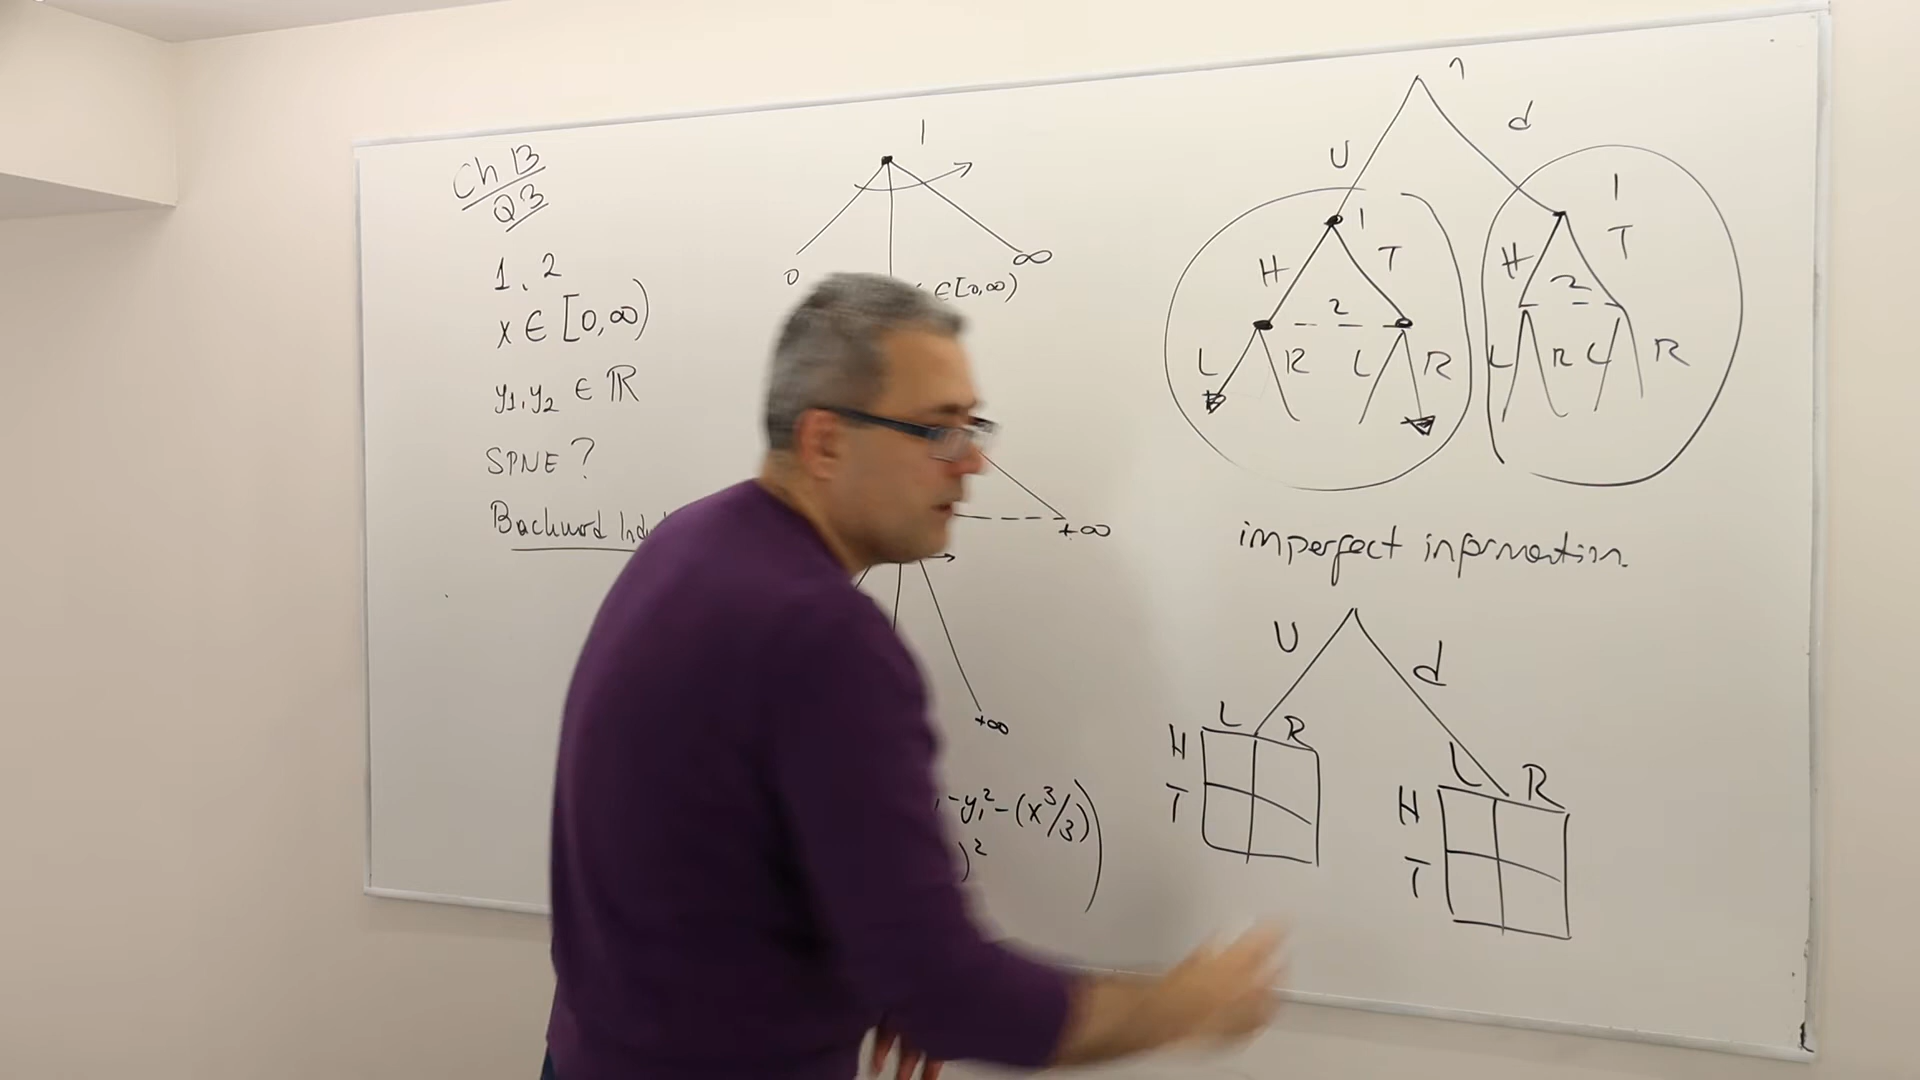 Ch 13
Q3
1, 2
x ∈ [0,∞)
y1, y2 ∈ ℝ
SPNE ?
Backward
1
0
∞
∈ [0,∞)
+∞
+∞
-y₁²-(x³/3)
)²
1
U
d
1
H
T
2
L
R
L
R
1
H
T
2
L
R
L
R
imperfect information
U
d
L
R
H
T
L
R
H
T